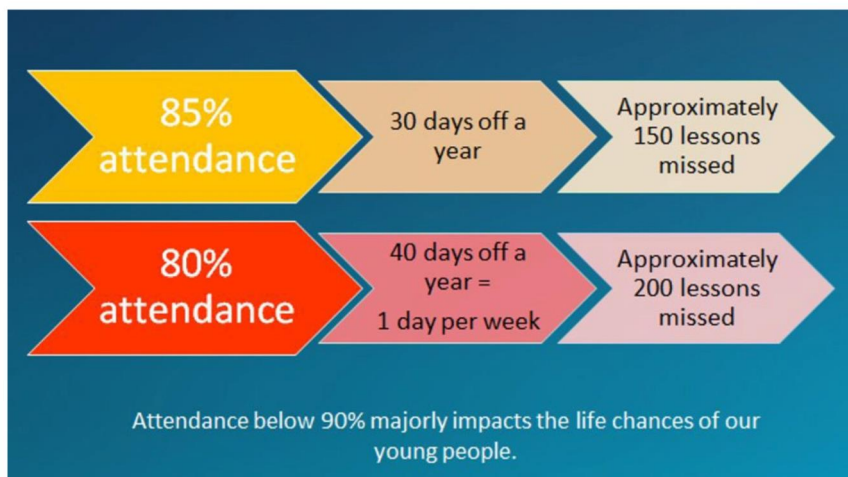 85%
attendance
30 days off a
year
Approximately
150 lessons
missed
80%
attendance
40 days off a
year =
1 day per week
Approximately
200 lessons
missed
Attendance below 90% majorly impacts the life chances of our
young people.